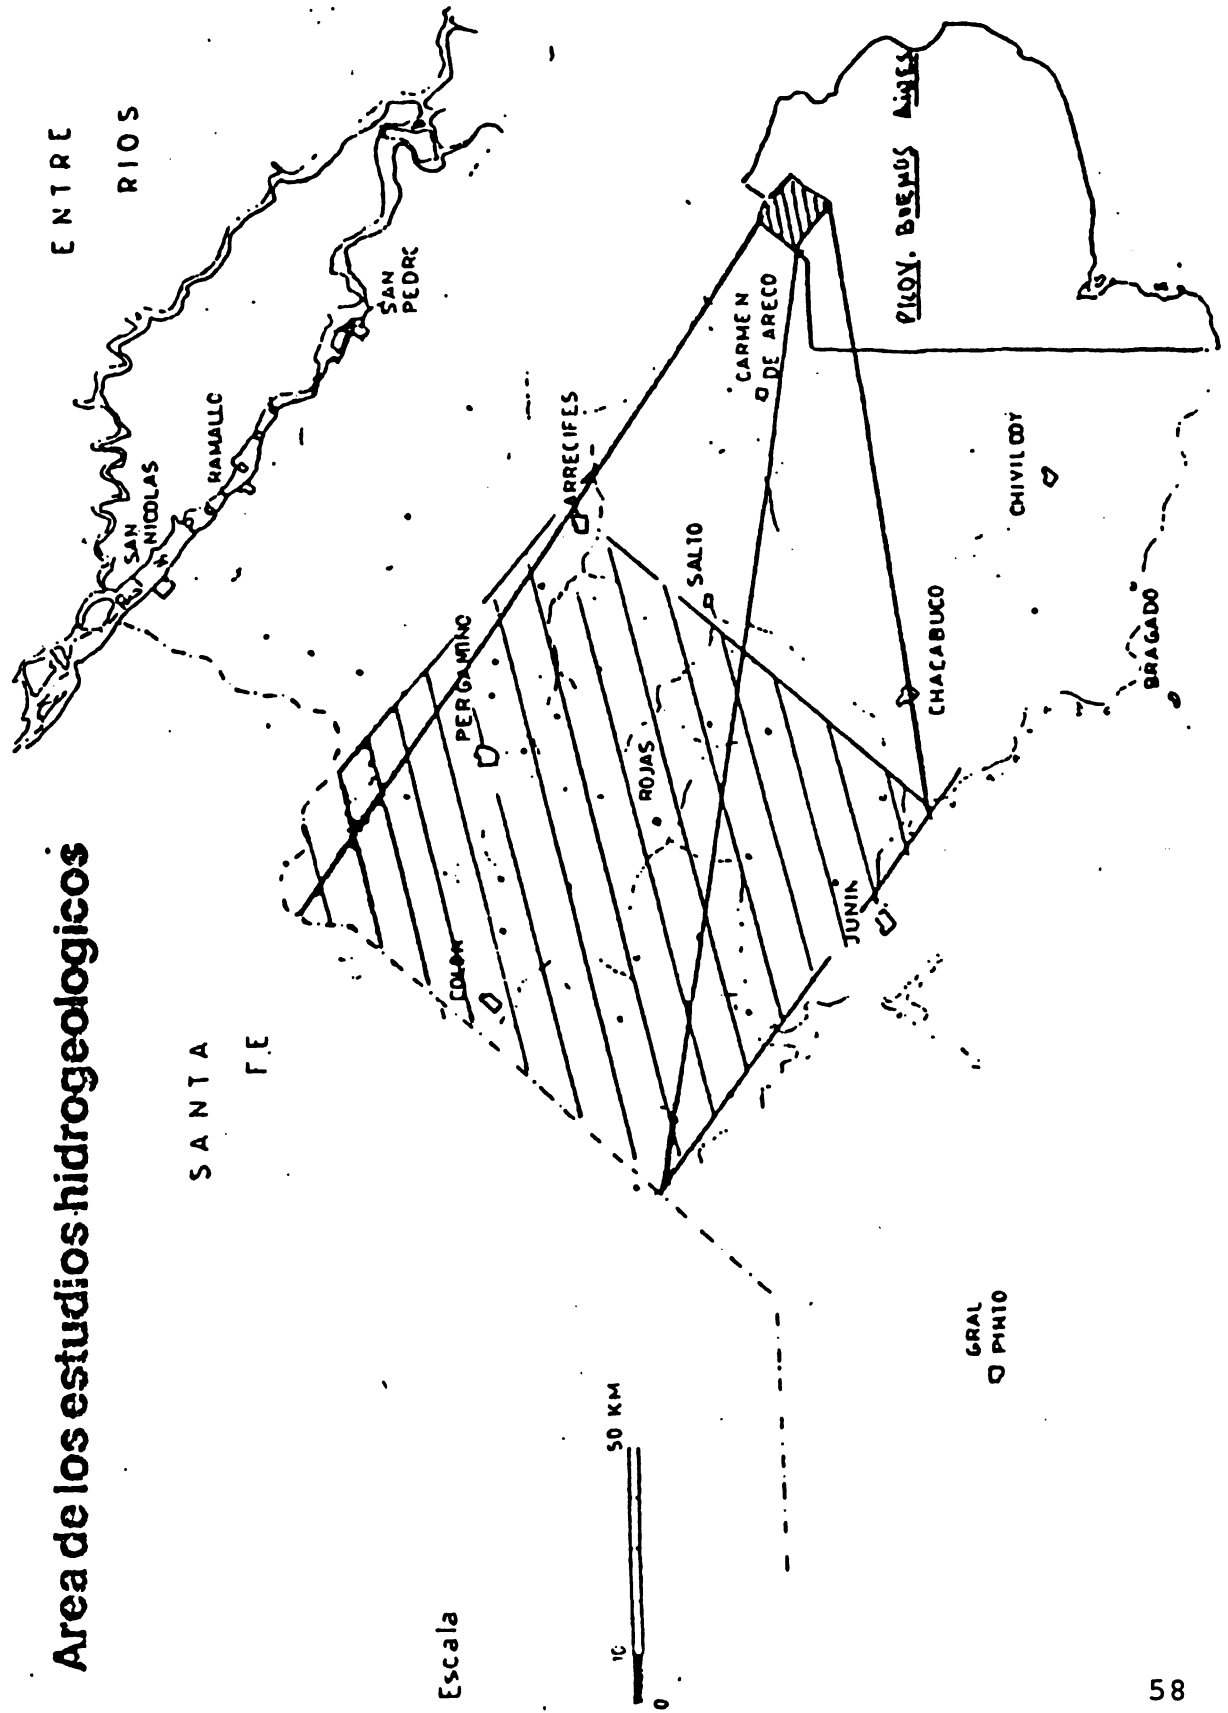 Area de los estudios hidrogeologicos
ENTRE
RIOS
SANTA
FE
SAN
NICOLAS
RAMALLO
SAN
PEDRO
PERGAMINO
ARRECIFES
COLON
ROJAS
SALTO
CARMEN
DE ARECO
JUNIN
CHACABUCO
CHIVILCOY
BRAGADO
GRAL
PINTO
PROV. BUENOS AIRES
Escala
0
10
50 KM
58